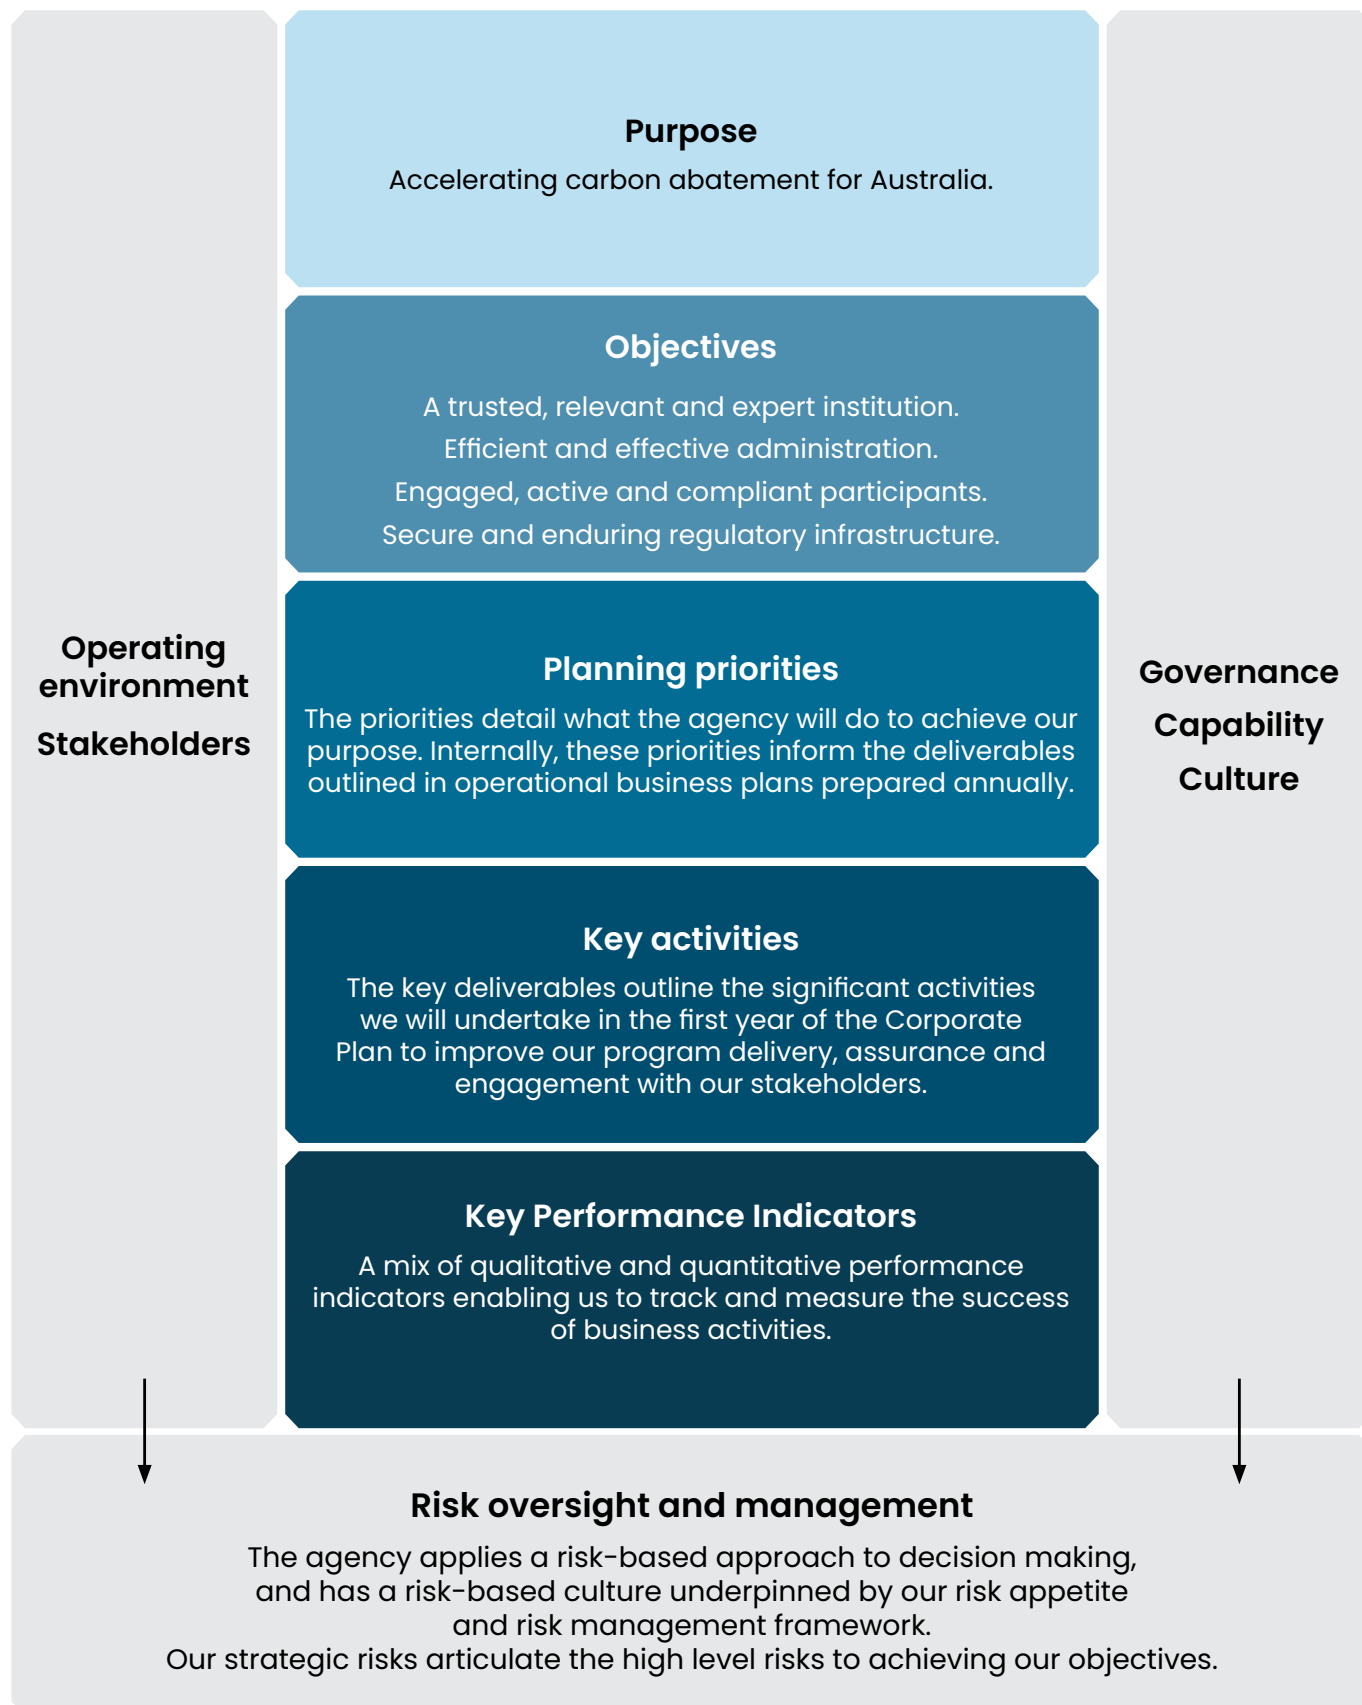 Purpose
Accelerating carbon abatement for Australia.
Objectives
A trusted, relevant and expert institution.
Efficient and effective administration.
Engaged, active and compliant participants.
Secure and enduring regulatory infrastructure.
Operating
environment
Stakeholders
Planning priorities
The priorities detail what the agency will do to achieve our
purpose. Internally, these priorities inform the deliverables
outlined in operational business plans prepared annually.
Governance
Capability
Culture
Key activities
The key deliverables outline the significant activities
we will undertake in the first year of the Corporate
Plan to improve our program delivery, assurance and
engagement with our stakeholders.
Key Performance Indicators
A mix of qualitative and quantitative performance
indicators enabling us to track and measure the success
of business activities.
Risk oversight and management
The agency applies a risk-based approach to decision making,
and has a risk-based culture underpinned by our risk appetite
and risk management framework.
Our strategic risks articulate the high level risks to achieving our objectives.